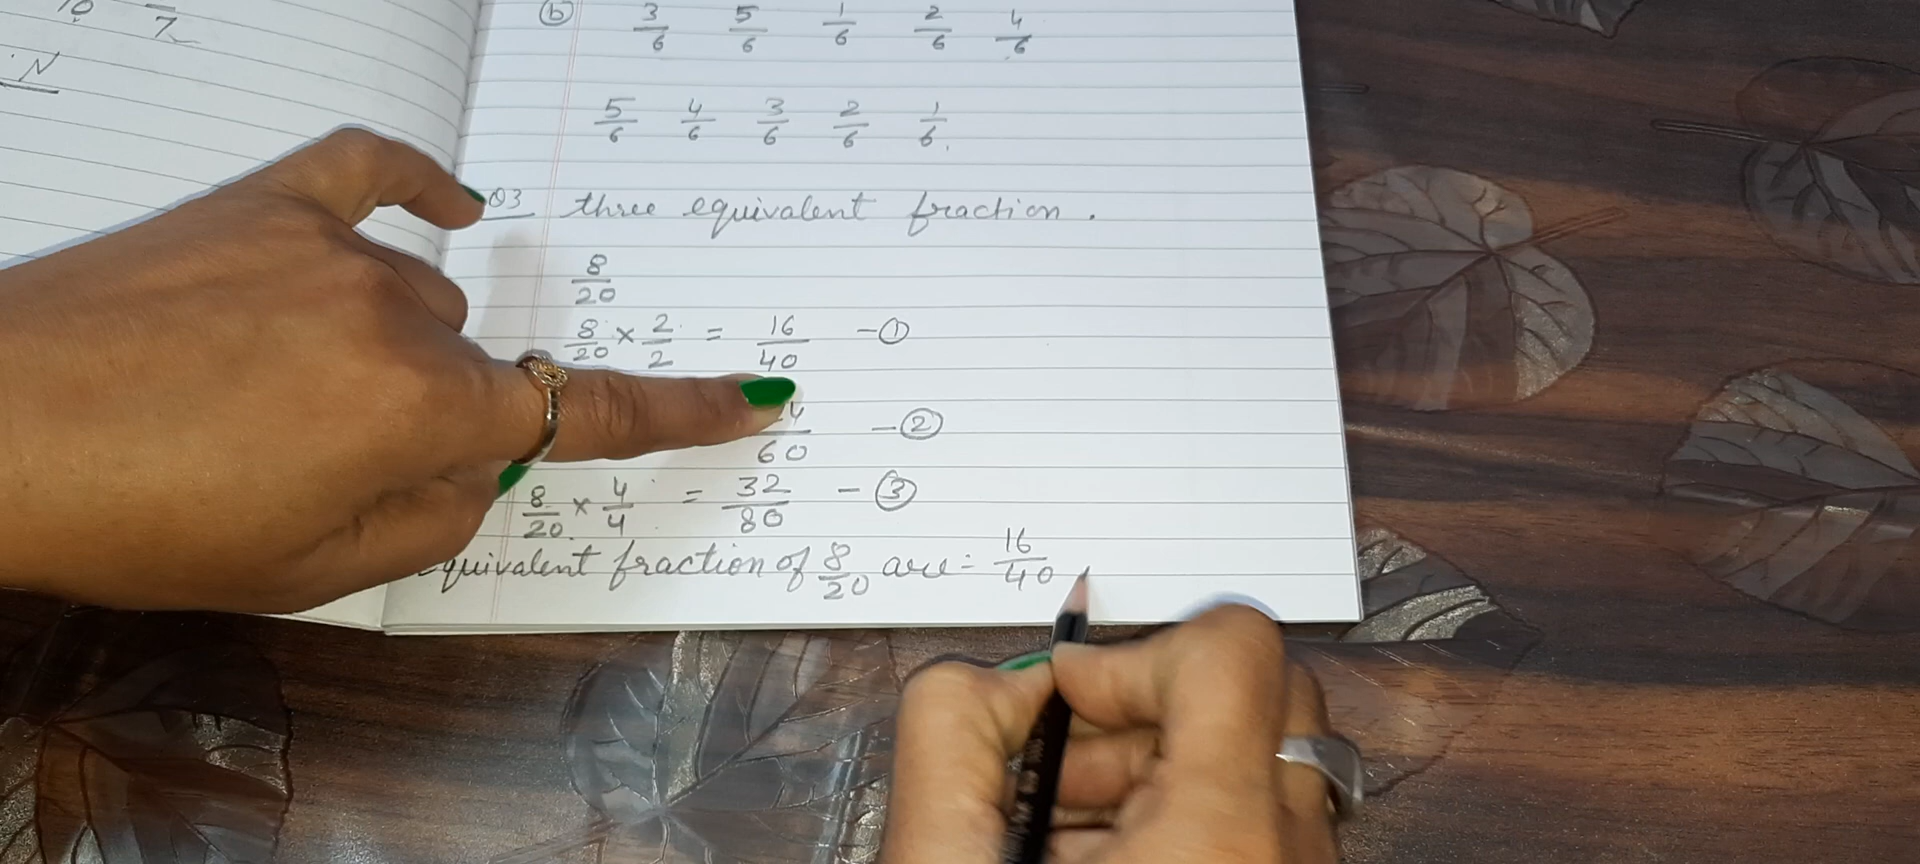 7
N
(b) 3/6 5/6 1/6 2/6 4/6
5/6 4/6 3/6 2/6 1/6.
Q3 three equivalent fraction.
8/20
8/20 × 2/2 = 16/40 - (1)
60 - (2)
8/20 × 4/4 = 32/80 - (3)
equivalent fraction of 8/20 are = 16/40,